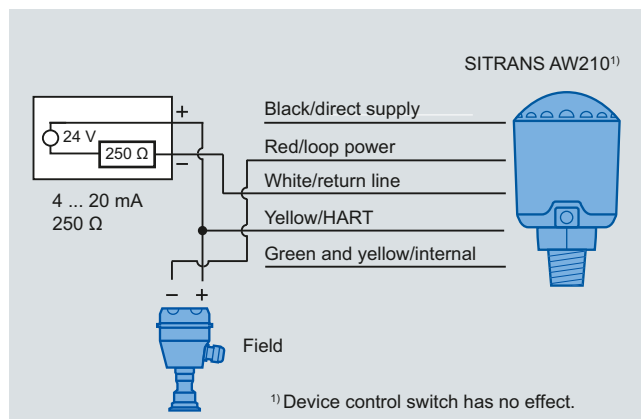 SITRANS AW210¹⁾
+
24 V
250 Ω
−
4 ... 20 mA
250 Ω
Black/direct supply
Red/loop power
White/return line
Yellow/HART
Green and yellow/internal
− +
Field
¹⁾ Device control switch has no effect.